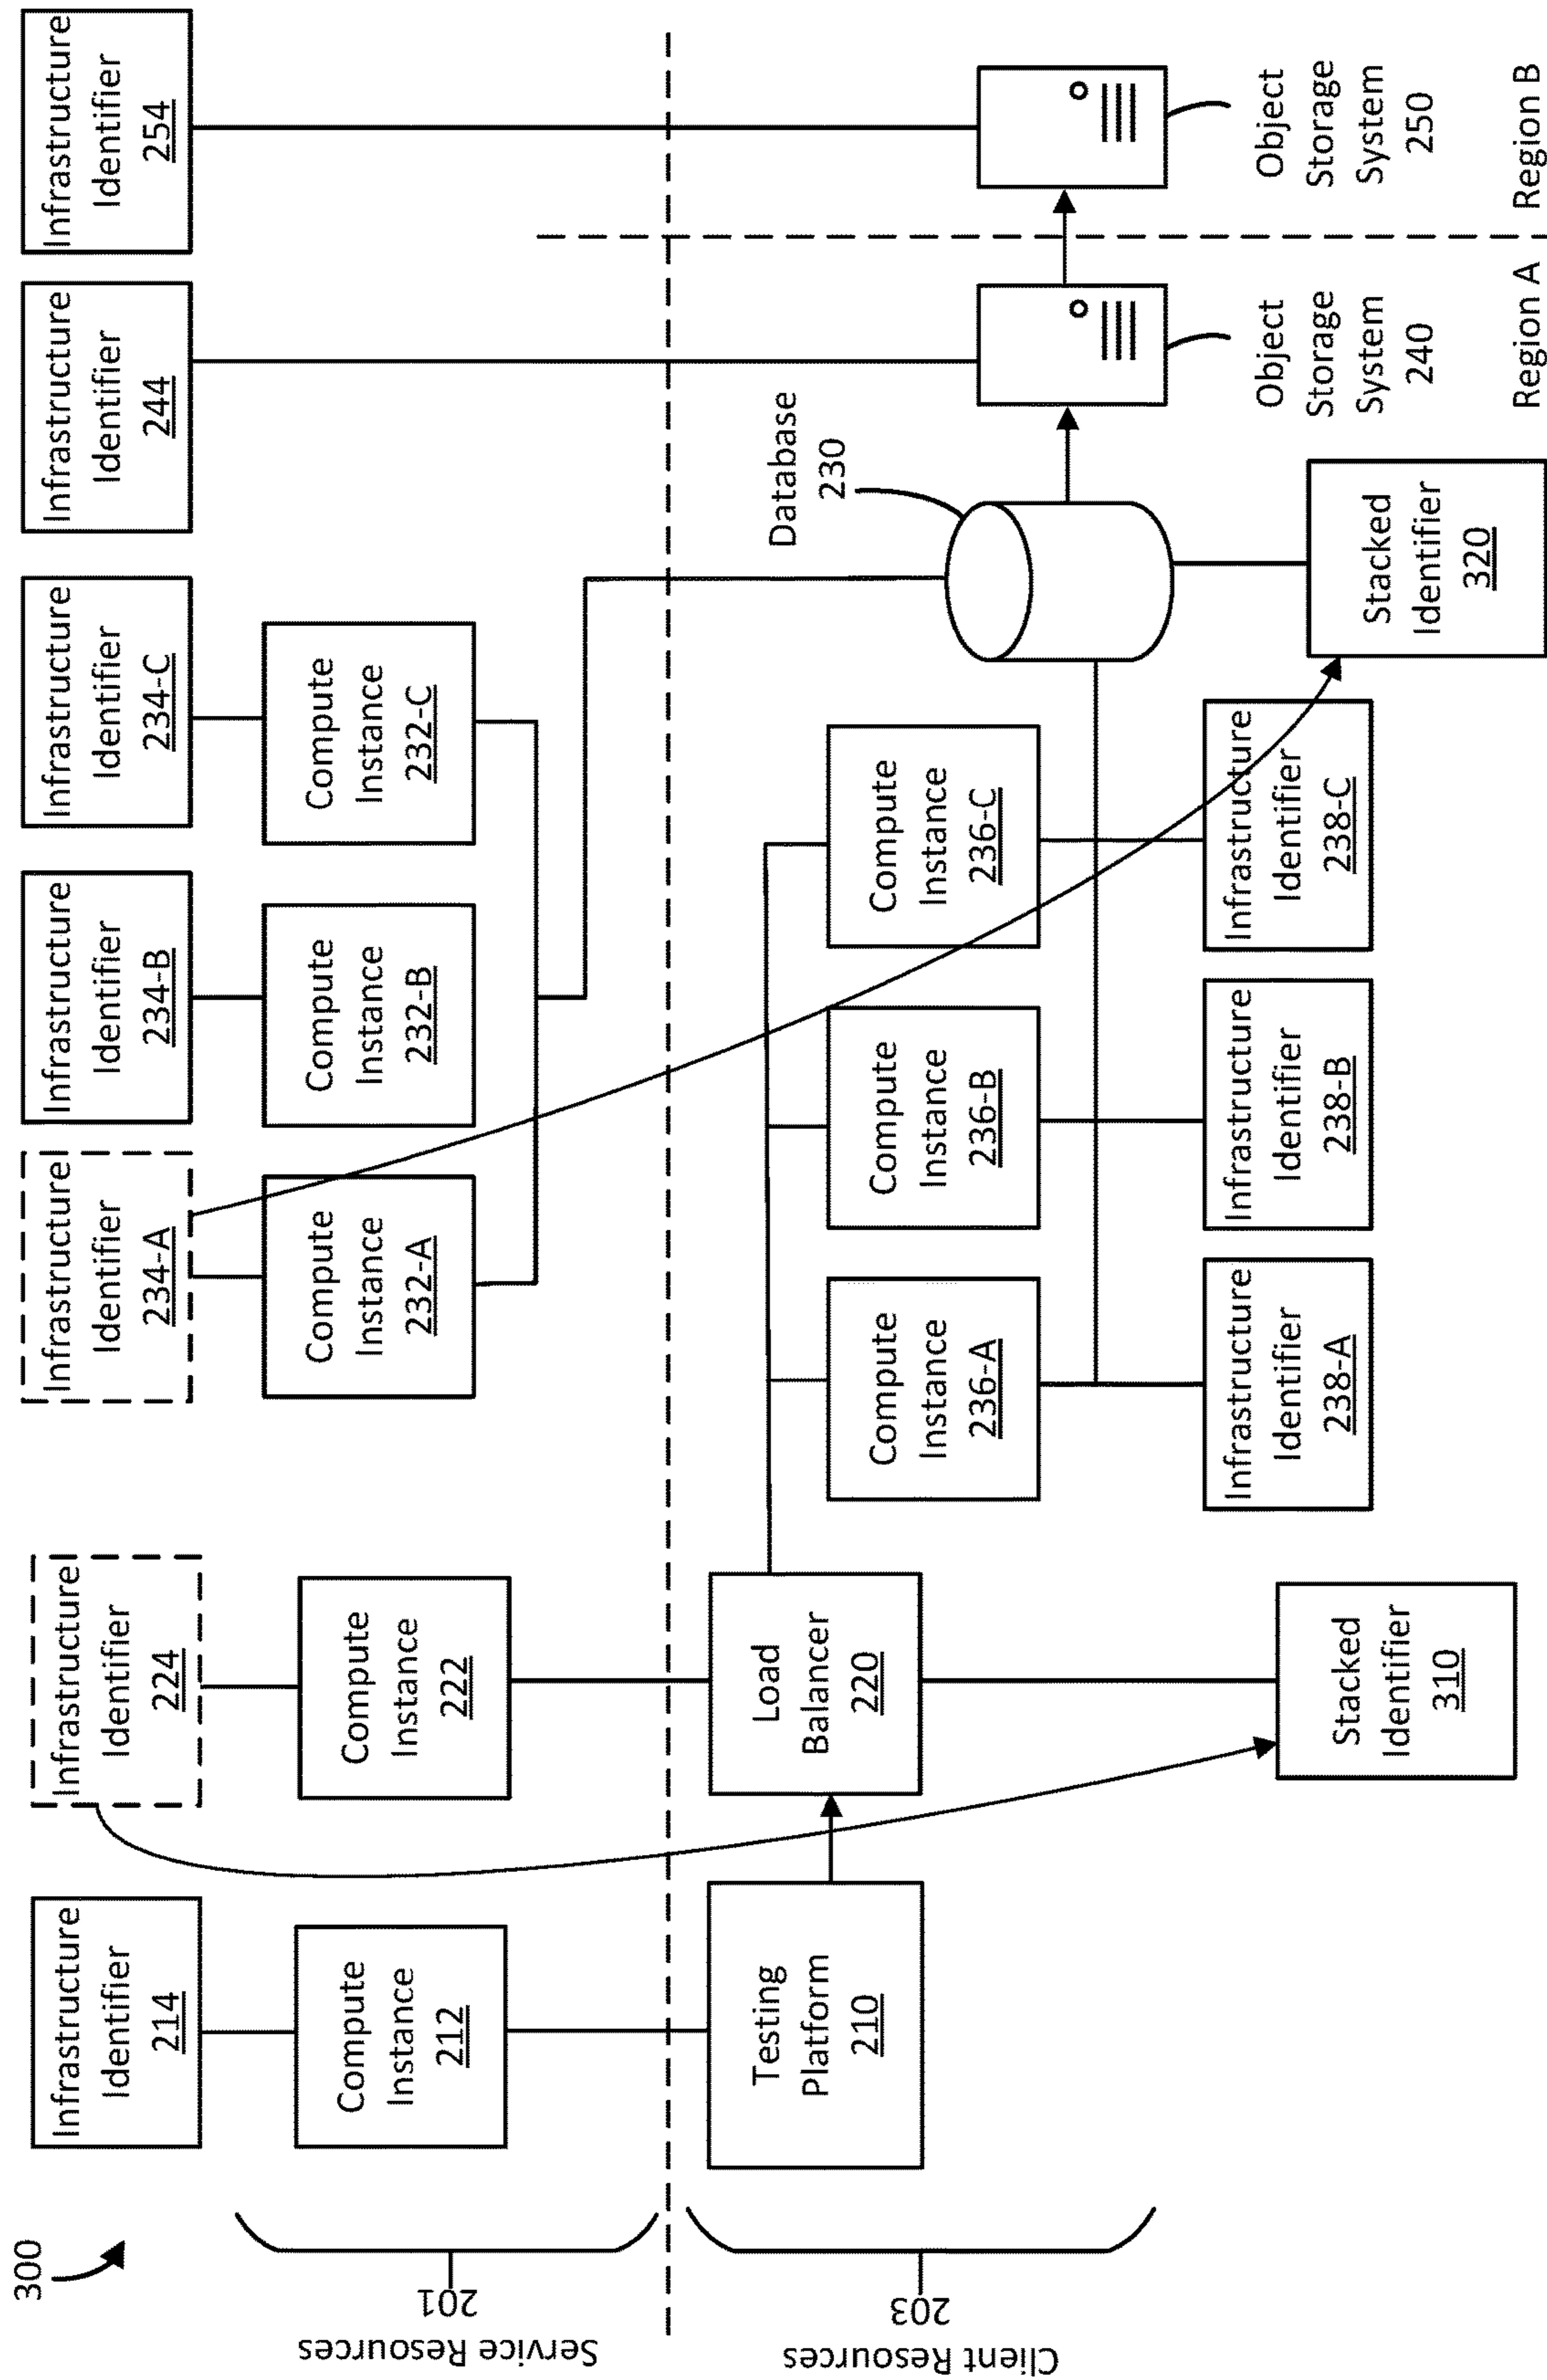 300
Infrastructure
Identifier
214
Infrastructure
Identifier
224
Infrastructure
Identifier
234-A
Infrastructure
Identifier
234-B
Infrastructure
Identifier
234-C
Infrastructure
Identifier
244
Infrastructure
Identifier
254
Service Resources
201
Compute
Instance
212
Compute
Instance
222
Compute
Instance
232-A
Compute
Instance
232-B
Compute
Instance
232-C
Client Resources
203
Testing
Platform
210
Load
Balancer
220
Compute
Instance
236-A
Compute
Instance
236-B
Compute
Instance
236-C
Database
230
Infrastructure
Identifier
238-A
Infrastructure
Identifier
238-B
Infrastructure
Identifier
238-C
Object
Storage
System
240
Object
Storage
System
250
Stacked
Identifier
310
Stacked
Identifier
320
Region A
Region B